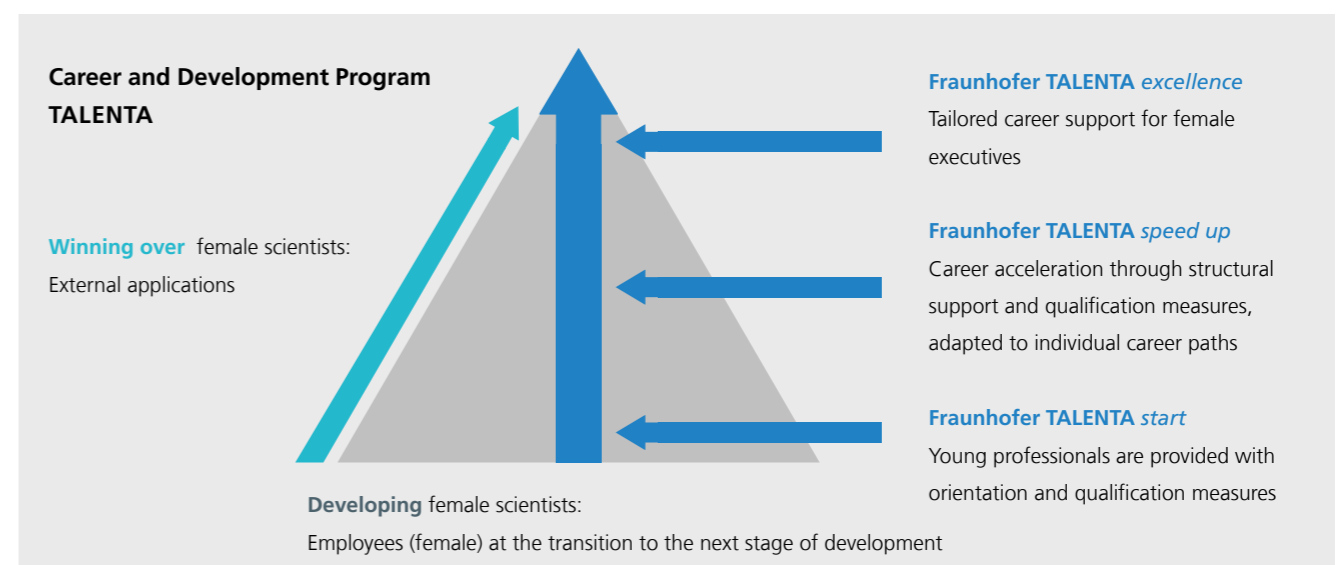 Career and Development Program
TALENTA
Winning over female scientists:
External applications
Fraunhofer TALENTA excellence
Tailored career support for female
executives
Fraunhofer TALENTA speed up
Career acceleration through structural
support and qualification measures,
adapted to individual career paths
Fraunhofer TALENTA start
Young professionals are provided with
orientation and qualification measures
Developing female scientists:
Employees (female) at the transition to the next stage of development